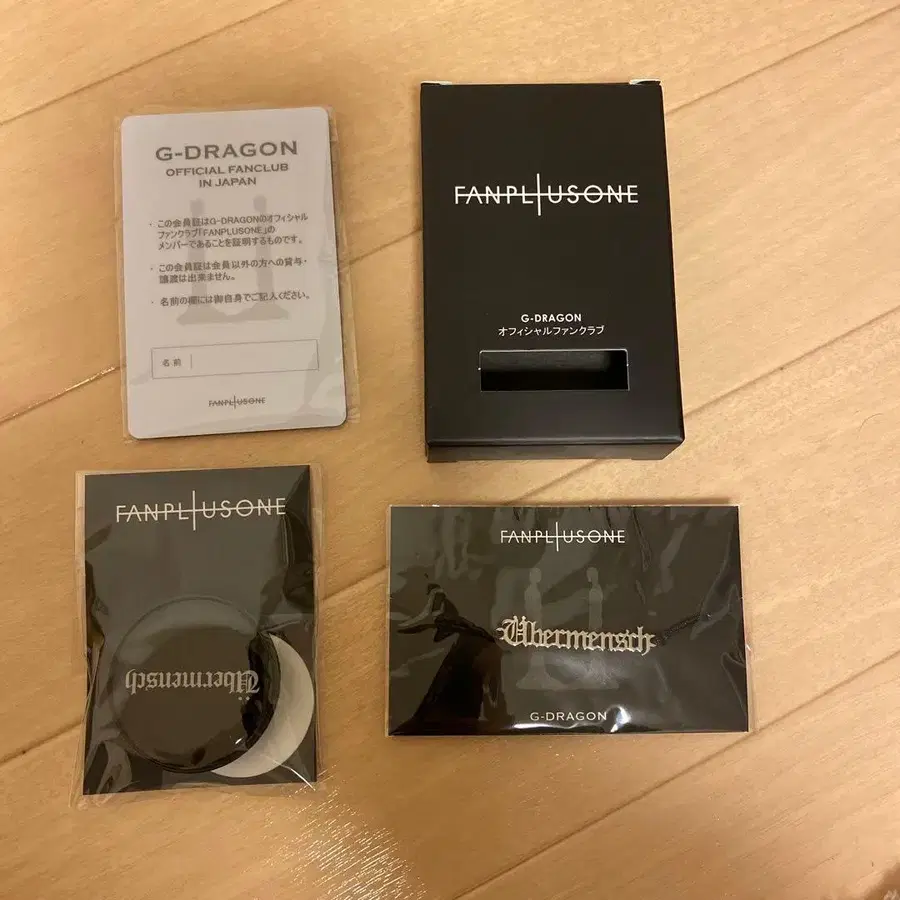 G-DRAGON
OFFICIAL FANCLUB
IN JAPAN
・この会員証はG-DRAGONのオフィシャル
ファンクラブ「FANPLUSONE」の
メンバーであることを証明するものです。
・この会員証は会員以外の方への貸与・
譲渡は出来ません。
・名前の欄には御自身でご記入ください。
名前
FANPLUSONE
FANPLUSONE
G-DRAGON
オフィシャルファンクラブ
FANPLUSONE
Übermensch
FANPLUSONE
Übermensch
G-DRAGON